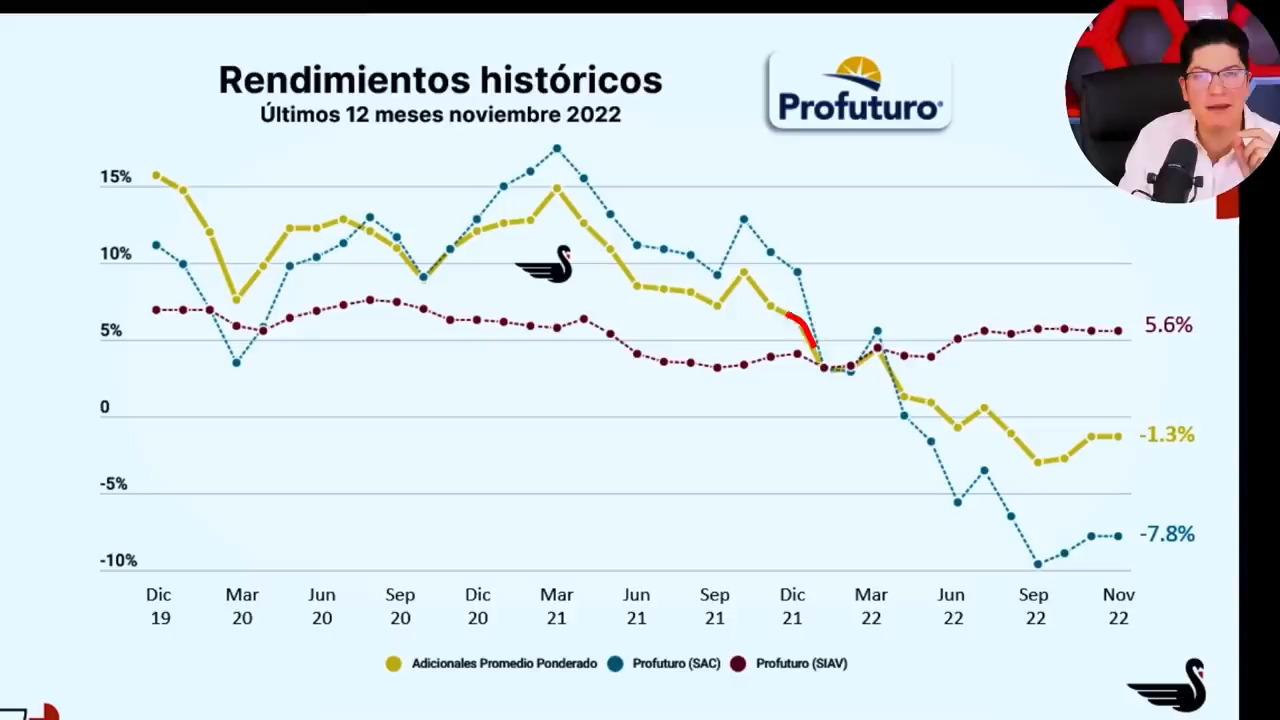 Rendimientos históricos
Últimos 12 meses noviembre 2022
Profuturo
15%
10%
5%
0
-5%
-10%
5.6%
-1.3%
-7.8%
Dic 19
Mar 20
Jun 20
Sep 20
Dic 20
Mar 21
Jun 21
Sep 21
Dic 21
Mar 22
Jun 22
Sep 22
Nov 22
Adicionales Promedio Ponderado
Profuturo (SAC)
Profuturo (SIAV)